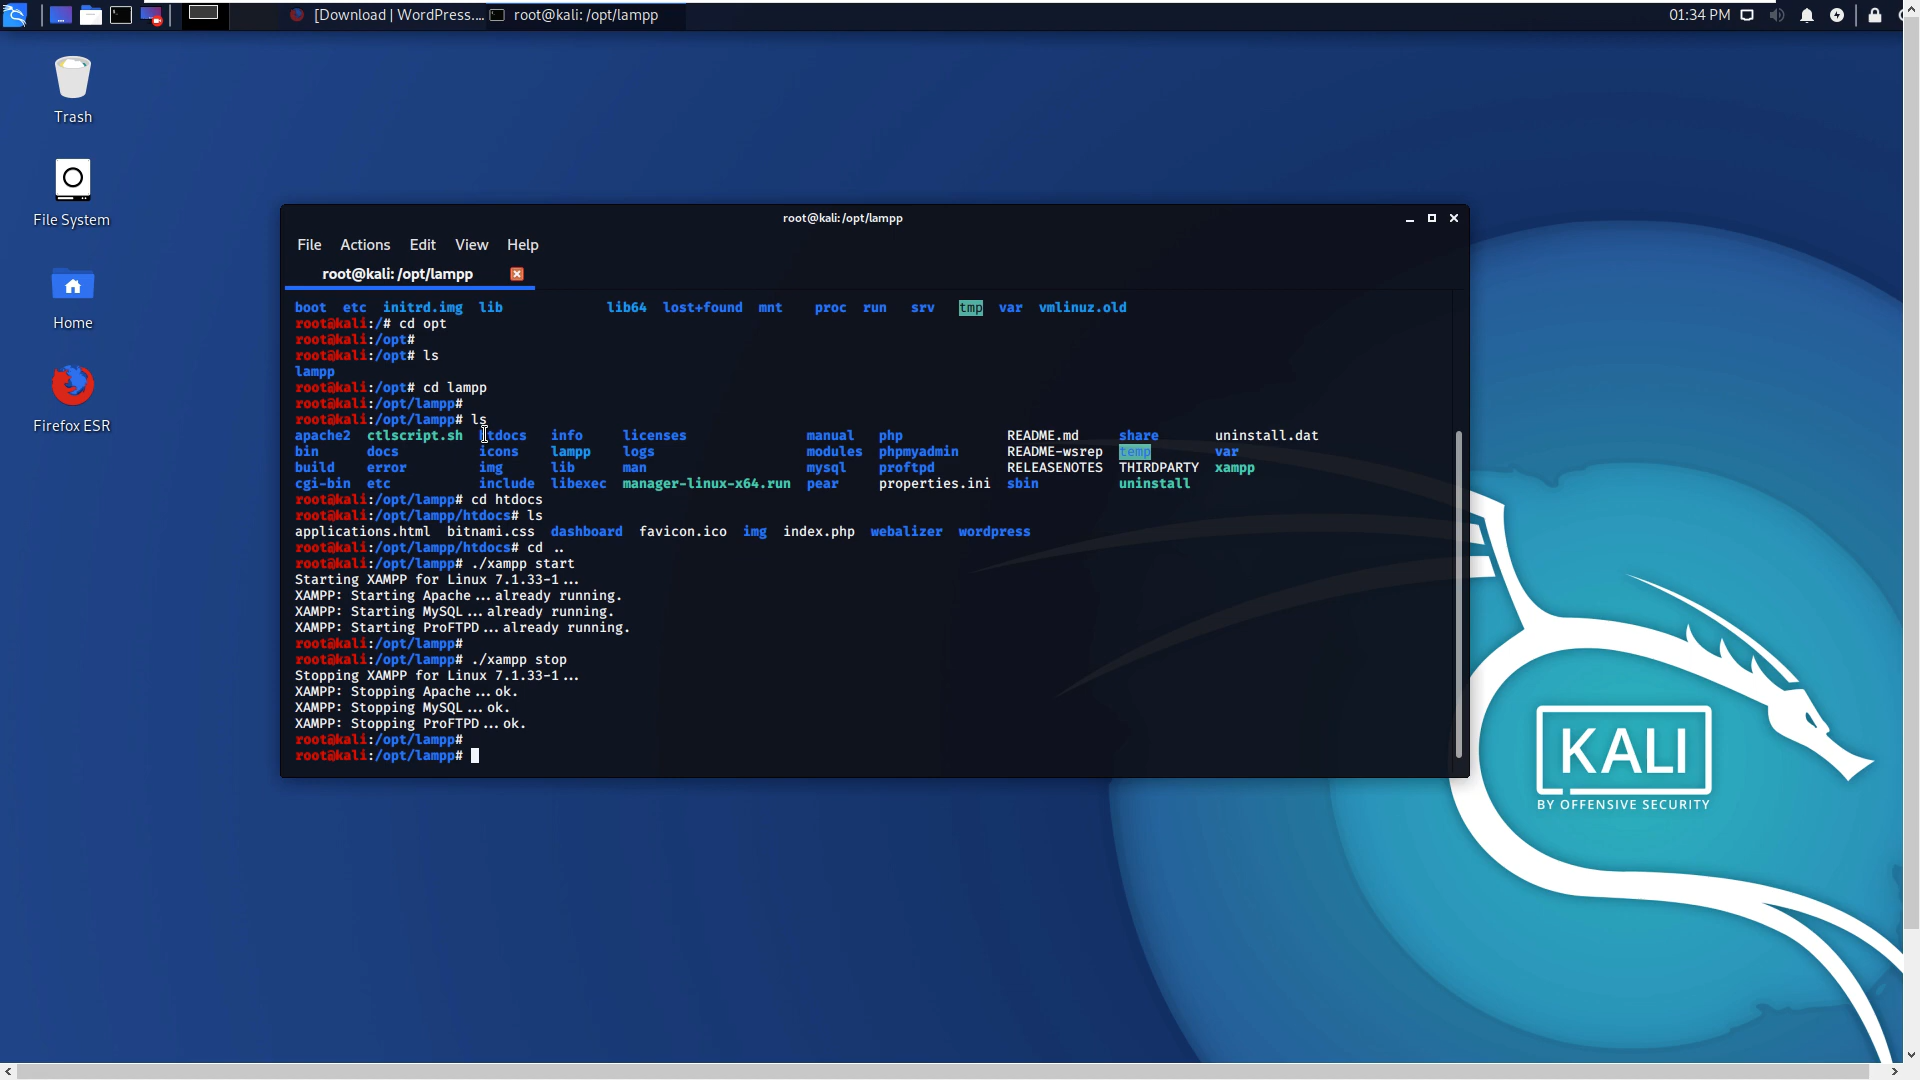 [Download | WordPress.... root@kali: /opt/lampp 01:34 PM
Trash
File System
Home
Firefox ESR
root@kali: /opt/lampp
File Actions Edit View Help
root@kali: /opt/lampp
boot etc initrd.img lib lib64 lost+found mnt proc run srv tmp var vmlinuz.old
root@kali:/# cd opt
root@kali:/opt#
root@kali:/opt# ls
lampp
root@kali:/opt# cd lampp
root@kali:/opt/lampp#
root@kali:/opt/lampp# ls
apache2 ctlscript.sh htdocs info licenses manual php README.md share uninstall.dat
bin docs icons lampp logs modules phpmyadmin README-wsrep temp var
build error img lib man mysql proftpd RELEASENOTES THIRDPARTY xampp
cgi-bin etc include libexec manager-linux-x64.run pear properties.ini sbin uninstall
root@kali:/opt/lampp# cd htdocs
root@kali:/opt/lampp/htdocs# ls
applications.html bitnami.css dashboard favicon.ico img index.php webalizer wordpress
root@kali:/opt/lampp/htdocs# cd ..
root@kali:/opt/lampp# ./xampp start
Starting XAMPP for Linux 7.1.33-1...
XAMPP: Starting Apache...already running.
XAMPP: Starting MySQL...already running.
XAMPP: Starting ProFTPD...already running.
root@kali:/opt/lampp#
root@kali:/opt/lampp# ./xampp stop
Stopping XAMPP for Linux 7.1.33-1...
XAMPP: Stopping Apache...ok.
XAMPP: Stopping MySQL...ok.
XAMPP: Stopping ProFTPD...ok.
root@kali:/opt/lampp#
root@kali:/opt/lampp#
KALI
BY OFFENSIVE SECURITY